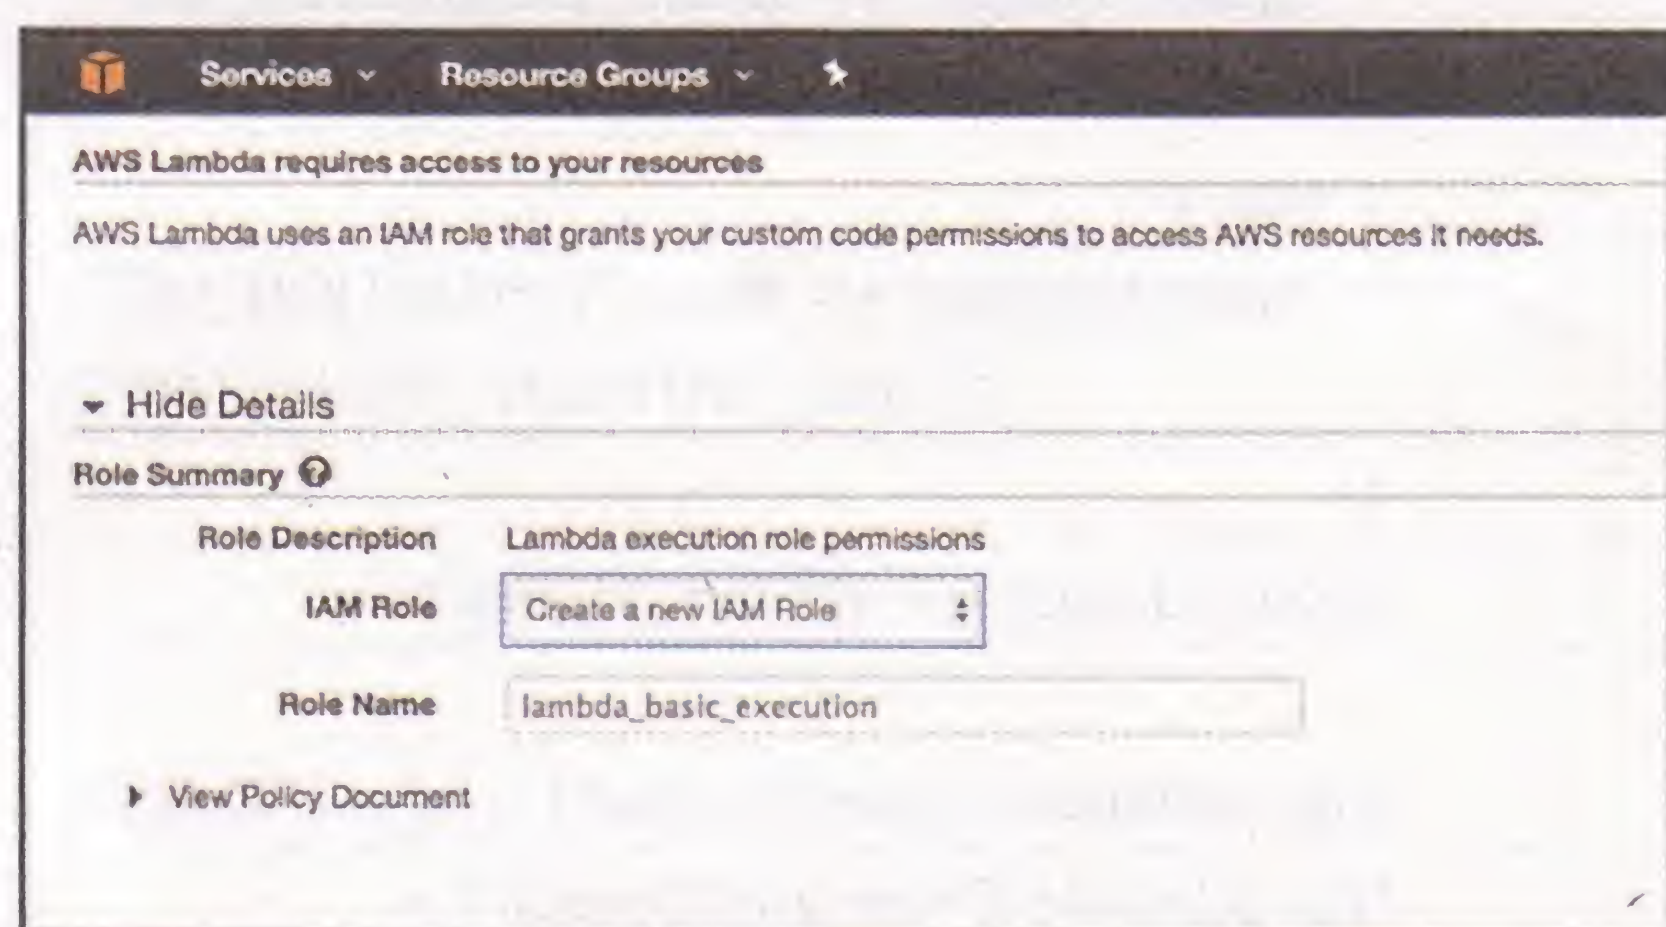 Services
Resource Groups
AWS Lambda requires access to your resources
AWS Lambda uses an IAM role that grants your custom code permissions to access AWS resources it needs.
Hide Details
Role Summary ?
Role Description Lambda execution role permissions
IAM Role Create a new IAM Role
Role Name lambda_basic_execution
View Policy Document